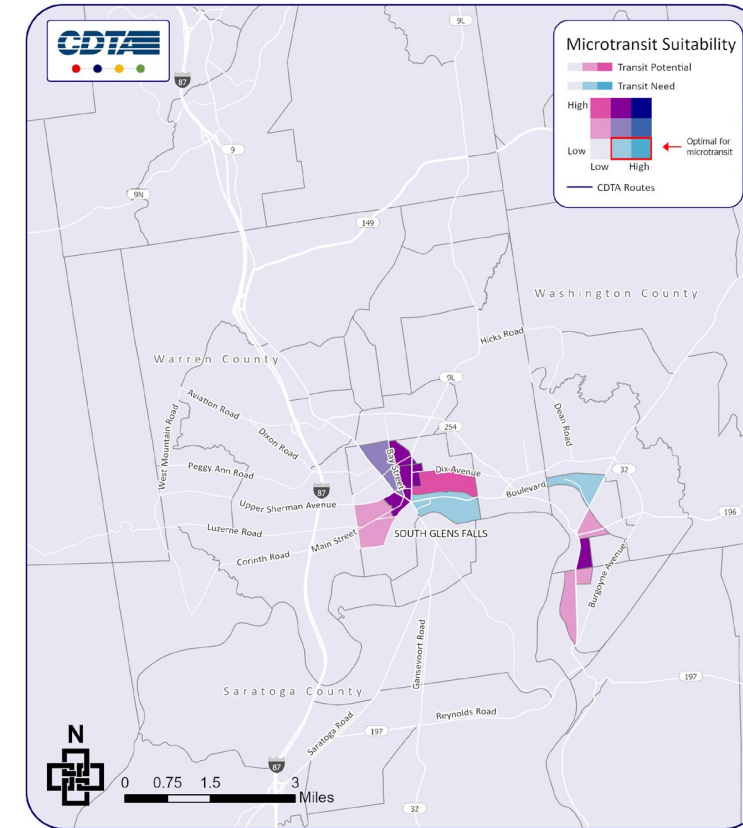 CDTA
Microtransit Suitability
Transit Potential
Transit Need
High
Low
Low
High
Optimal for
microtransit
CDTA Routes
9L
87
9
9N
149
Washington County
Hicks Road
Warren County
9L
Aviation Road
West Mountain Road
Dixon Road
254
Dean Road
Bay Street
Dix Avenue
Peggy Ann Road
32
87
Boulevard
Upper Sherman Avenue
196
Luzerne Road
Main Street
SOUTH GLENS FALLS
Corinth Road
Burgoyne Avenue
Gansevoort Road
197
Saratoga County
Reynolds Road
Saratoga Road
197
N
87
0 0.75 1.5 3
Miles
32